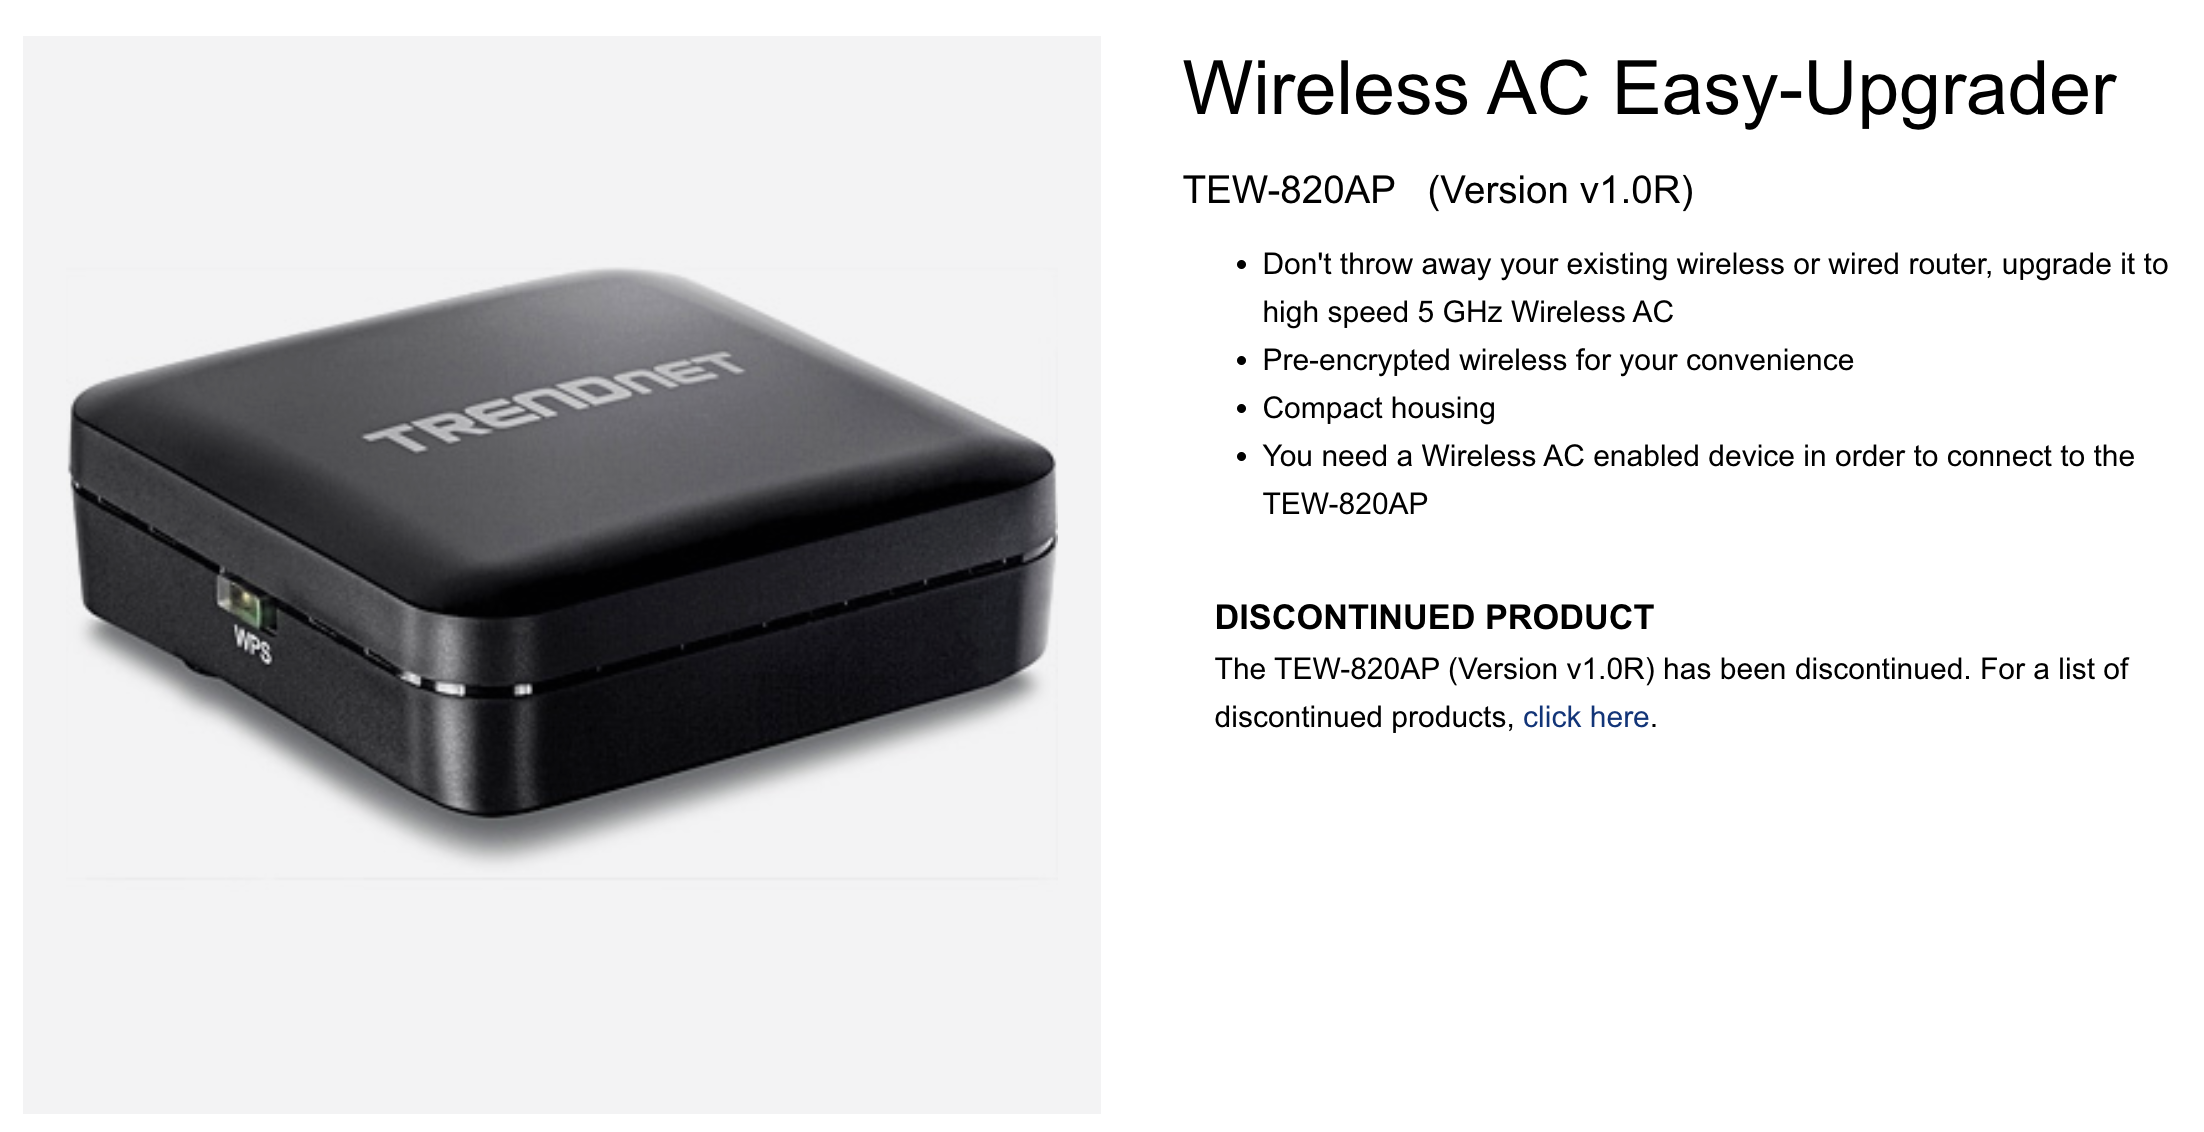 Wireless AC Easy-Upgrader
TEW-820AP (Version v1.0R)
• Don't throw away your existing wireless or wired router, upgrade it to
high speed 5 GHz Wireless AC
• Pre-encrypted wireless for your convenience
• Compact housing
• You need a Wireless AC enabled device in order to connect to the
TEW-820AP
DISCONTINUED PRODUCT
The TEW-820AP (Version v1.0R) has been discontinued. For a list of
discontinued products, click here.
TRENDnET
WPS